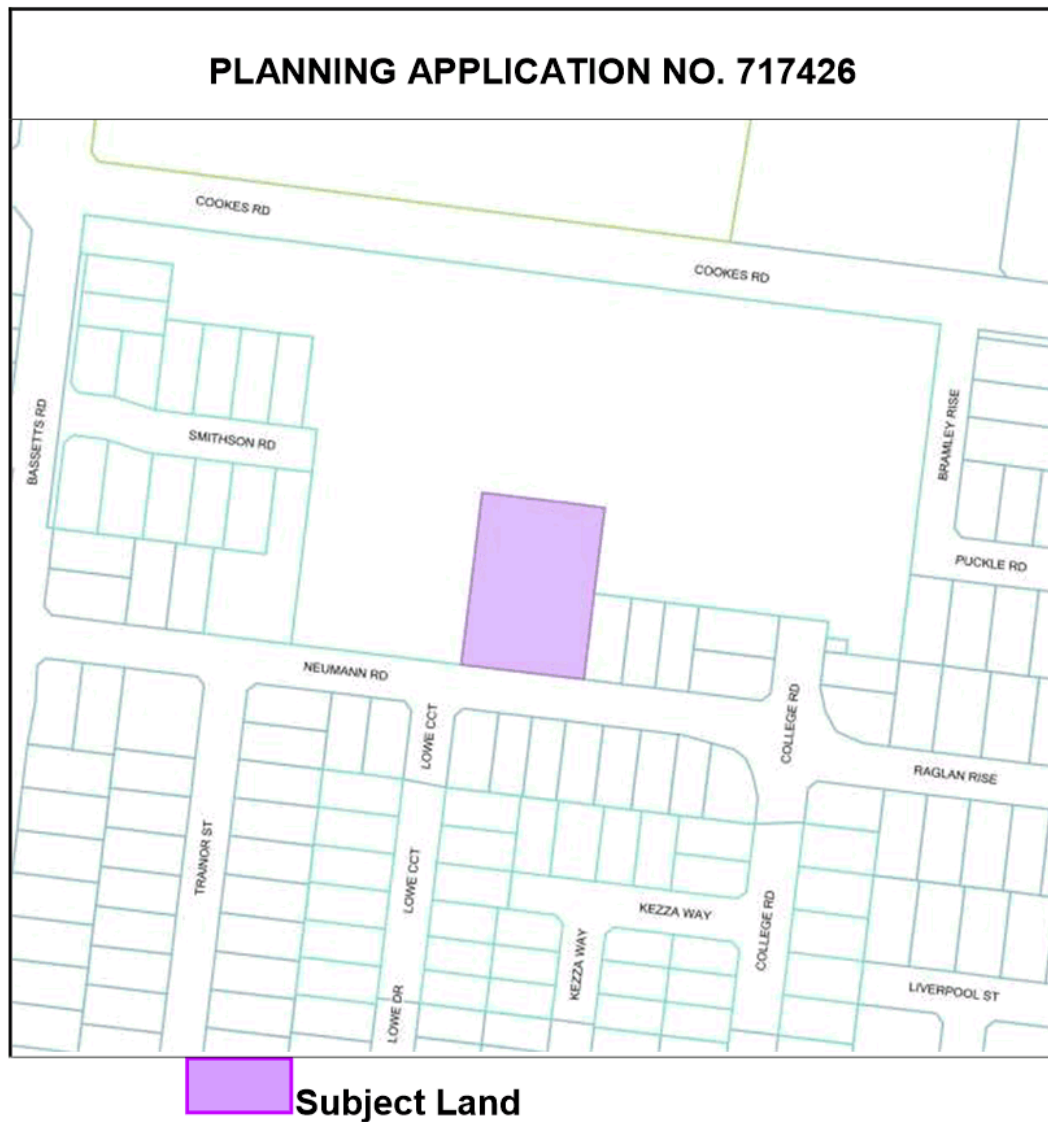 PLANNING APPLICATION NO. 717426
COOKES RD
COOKES RD
BASSETTS RD
SMITHSON RD
BRAMLEY RISE
PUCKLE RD
NEUMANN RD
LOWE CCT
COLLEGE RD
RAGLAN RISE
TRAINOR ST
LOWE CCT
KEZZA WAY
COLLEGE RD
KEZZA WAY
LIVERPOOL ST
LOWE DR
Subject Land